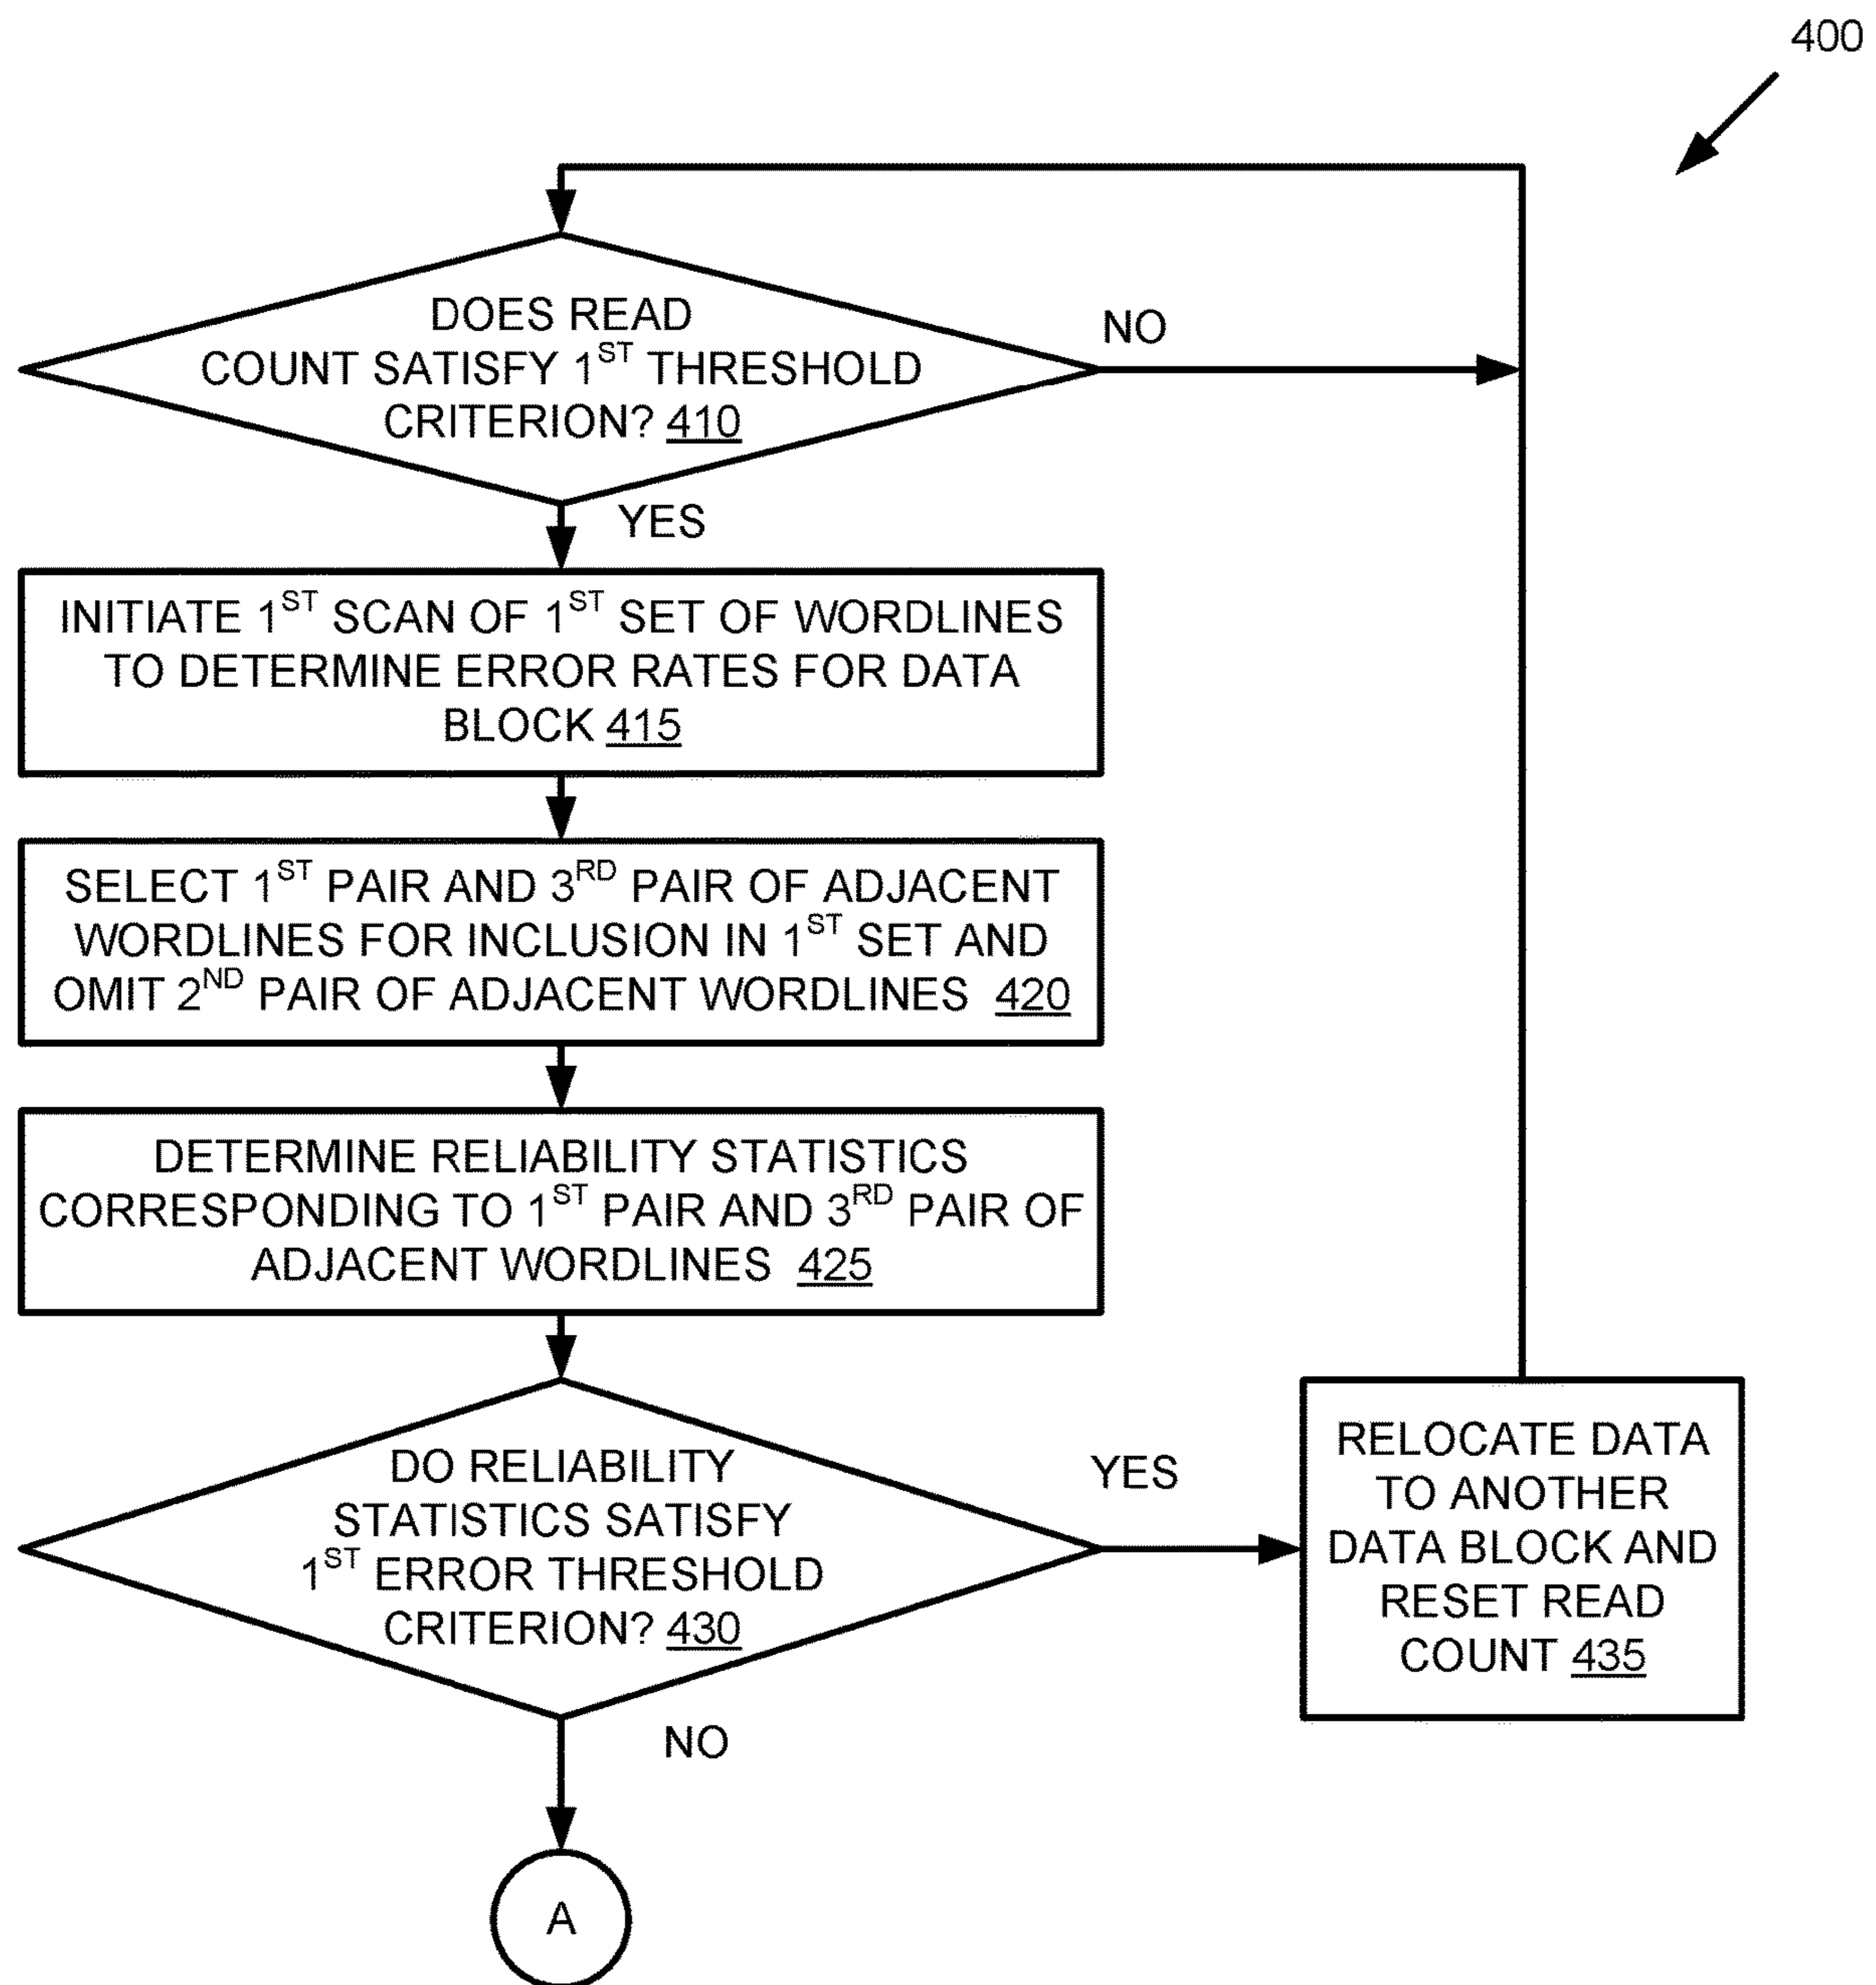 400
DOES READ
COUNT SATISFY 1ST THRESHOLD
CRITERION? 410
NO
YES
INITIATE 1ST SCAN OF 1ST SET OF WORDLINES
TO DETERMINE ERROR RATES FOR DATA
BLOCK 415
SELECT 1ST PAIR AND 3RD PAIR OF ADJACENT
WORDLINES FOR INCLUSION IN 1ST SET AND
OMIT 2ND PAIR OF ADJACENT WORDLINES 420
DETERMINE RELIABILITY STATISTICS
CORRESPONDING TO 1ST PAIR AND 3RD PAIR OF
ADJACENT WORDLINES 425
DO RELIABILITY
STATISTICS SATISFY
1ST ERROR THRESHOLD
CRITERION? 430
YES
RELOCATE DATA
TO ANOTHER
DATA BLOCK AND
RESET READ
COUNT 435
NO
A